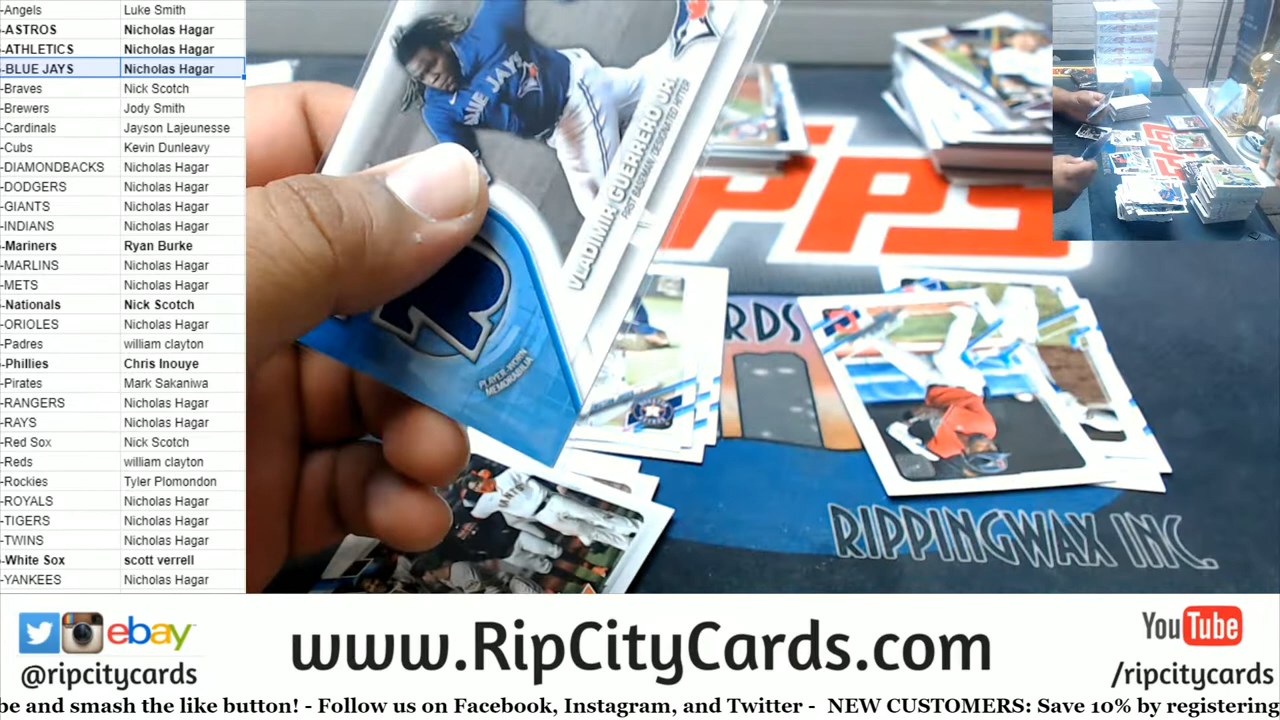 -Angels Luke Smith
-ASTROS Nicholas Hagar
-ATHLETICS Nicholas Hagar
-BLUE JAYS Nicholas Hagar
-Braves Nick Scotch
-Brewers Jody Smith
-Cardinals Jayson Lajeunesse
-Cubs Kevin Dunleavy
-DIAMONDBACKS Nicholas Hagar
-DODGERS Nicholas Hagar
-GIANTS Nicholas Hagar
-INDIANS Nicholas Hagar
-Mariners Ryan Burke
-MARLINS Nicholas Hagar
-METS Nicholas Hagar
-Nationals Nick Scotch
-ORIOLES Nicholas Hagar
-Padres william clayton
-Phillies Chris Inouye
-Pirates Mark Sakaniwa
-RANGERS Nicholas Hagar
-RAYS Nicholas Hagar
-Red Sox Nick Scotch
-Reds william clayton
-Rockies Tyler Plomondon
-ROYALS Nicholas Hagar
-TIGERS Nicholas Hagar
-TWINS Nicholas Hagar
-White Sox scott verrell
-YANKEES Nicholas Hagar
BLUE JAYS
VLADIMIR GUERRERO JR.
FIRST BASEMAN / DESIGNATED HITTER
PLAYER-WORN
MEMORABILIA
PPS
RDS
RIPPINGWAX INC.
ebay
@ripcitycards
www.RipCityCards.com
YouTube
/ripcitycards
be and smash the like button! - Follow us on Facebook, Instagram, and Twitter - NEW CUSTOMERS: Save 10% by registering